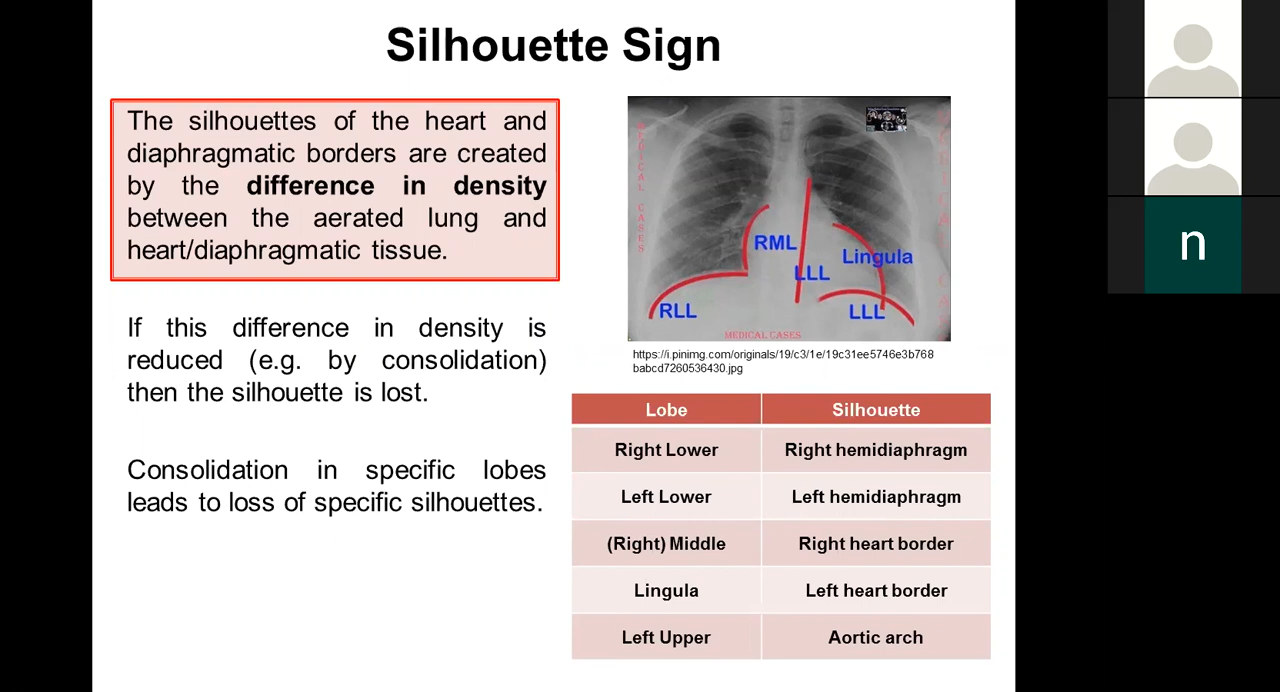 Silhouette Sign
The silhouettes of the heart and
diaphragmatic borders are created
by the difference in density
between the aerated lung and
heart/diaphragmatic tissue.
If this difference in density is
reduced (e.g. by consolidation)
then the silhouette is lost.
Consolidation in specific lobes
leads to loss of specific silhouettes.
MEDICAL CASES
RML
Lingula
LLL
RLL
LLL
MEDICAL CASES
https://i.pinimg.com/originals/19/c3/1e/19c31ee5746e3b768
babcd7260536430.jpg
Lobe Silhouette
Right Lower Right hemidiaphragm
Left Lower Left hemidiaphragm
(Right) Middle Right heart border
Lingula Left heart border
Left Upper Aortic arch
n